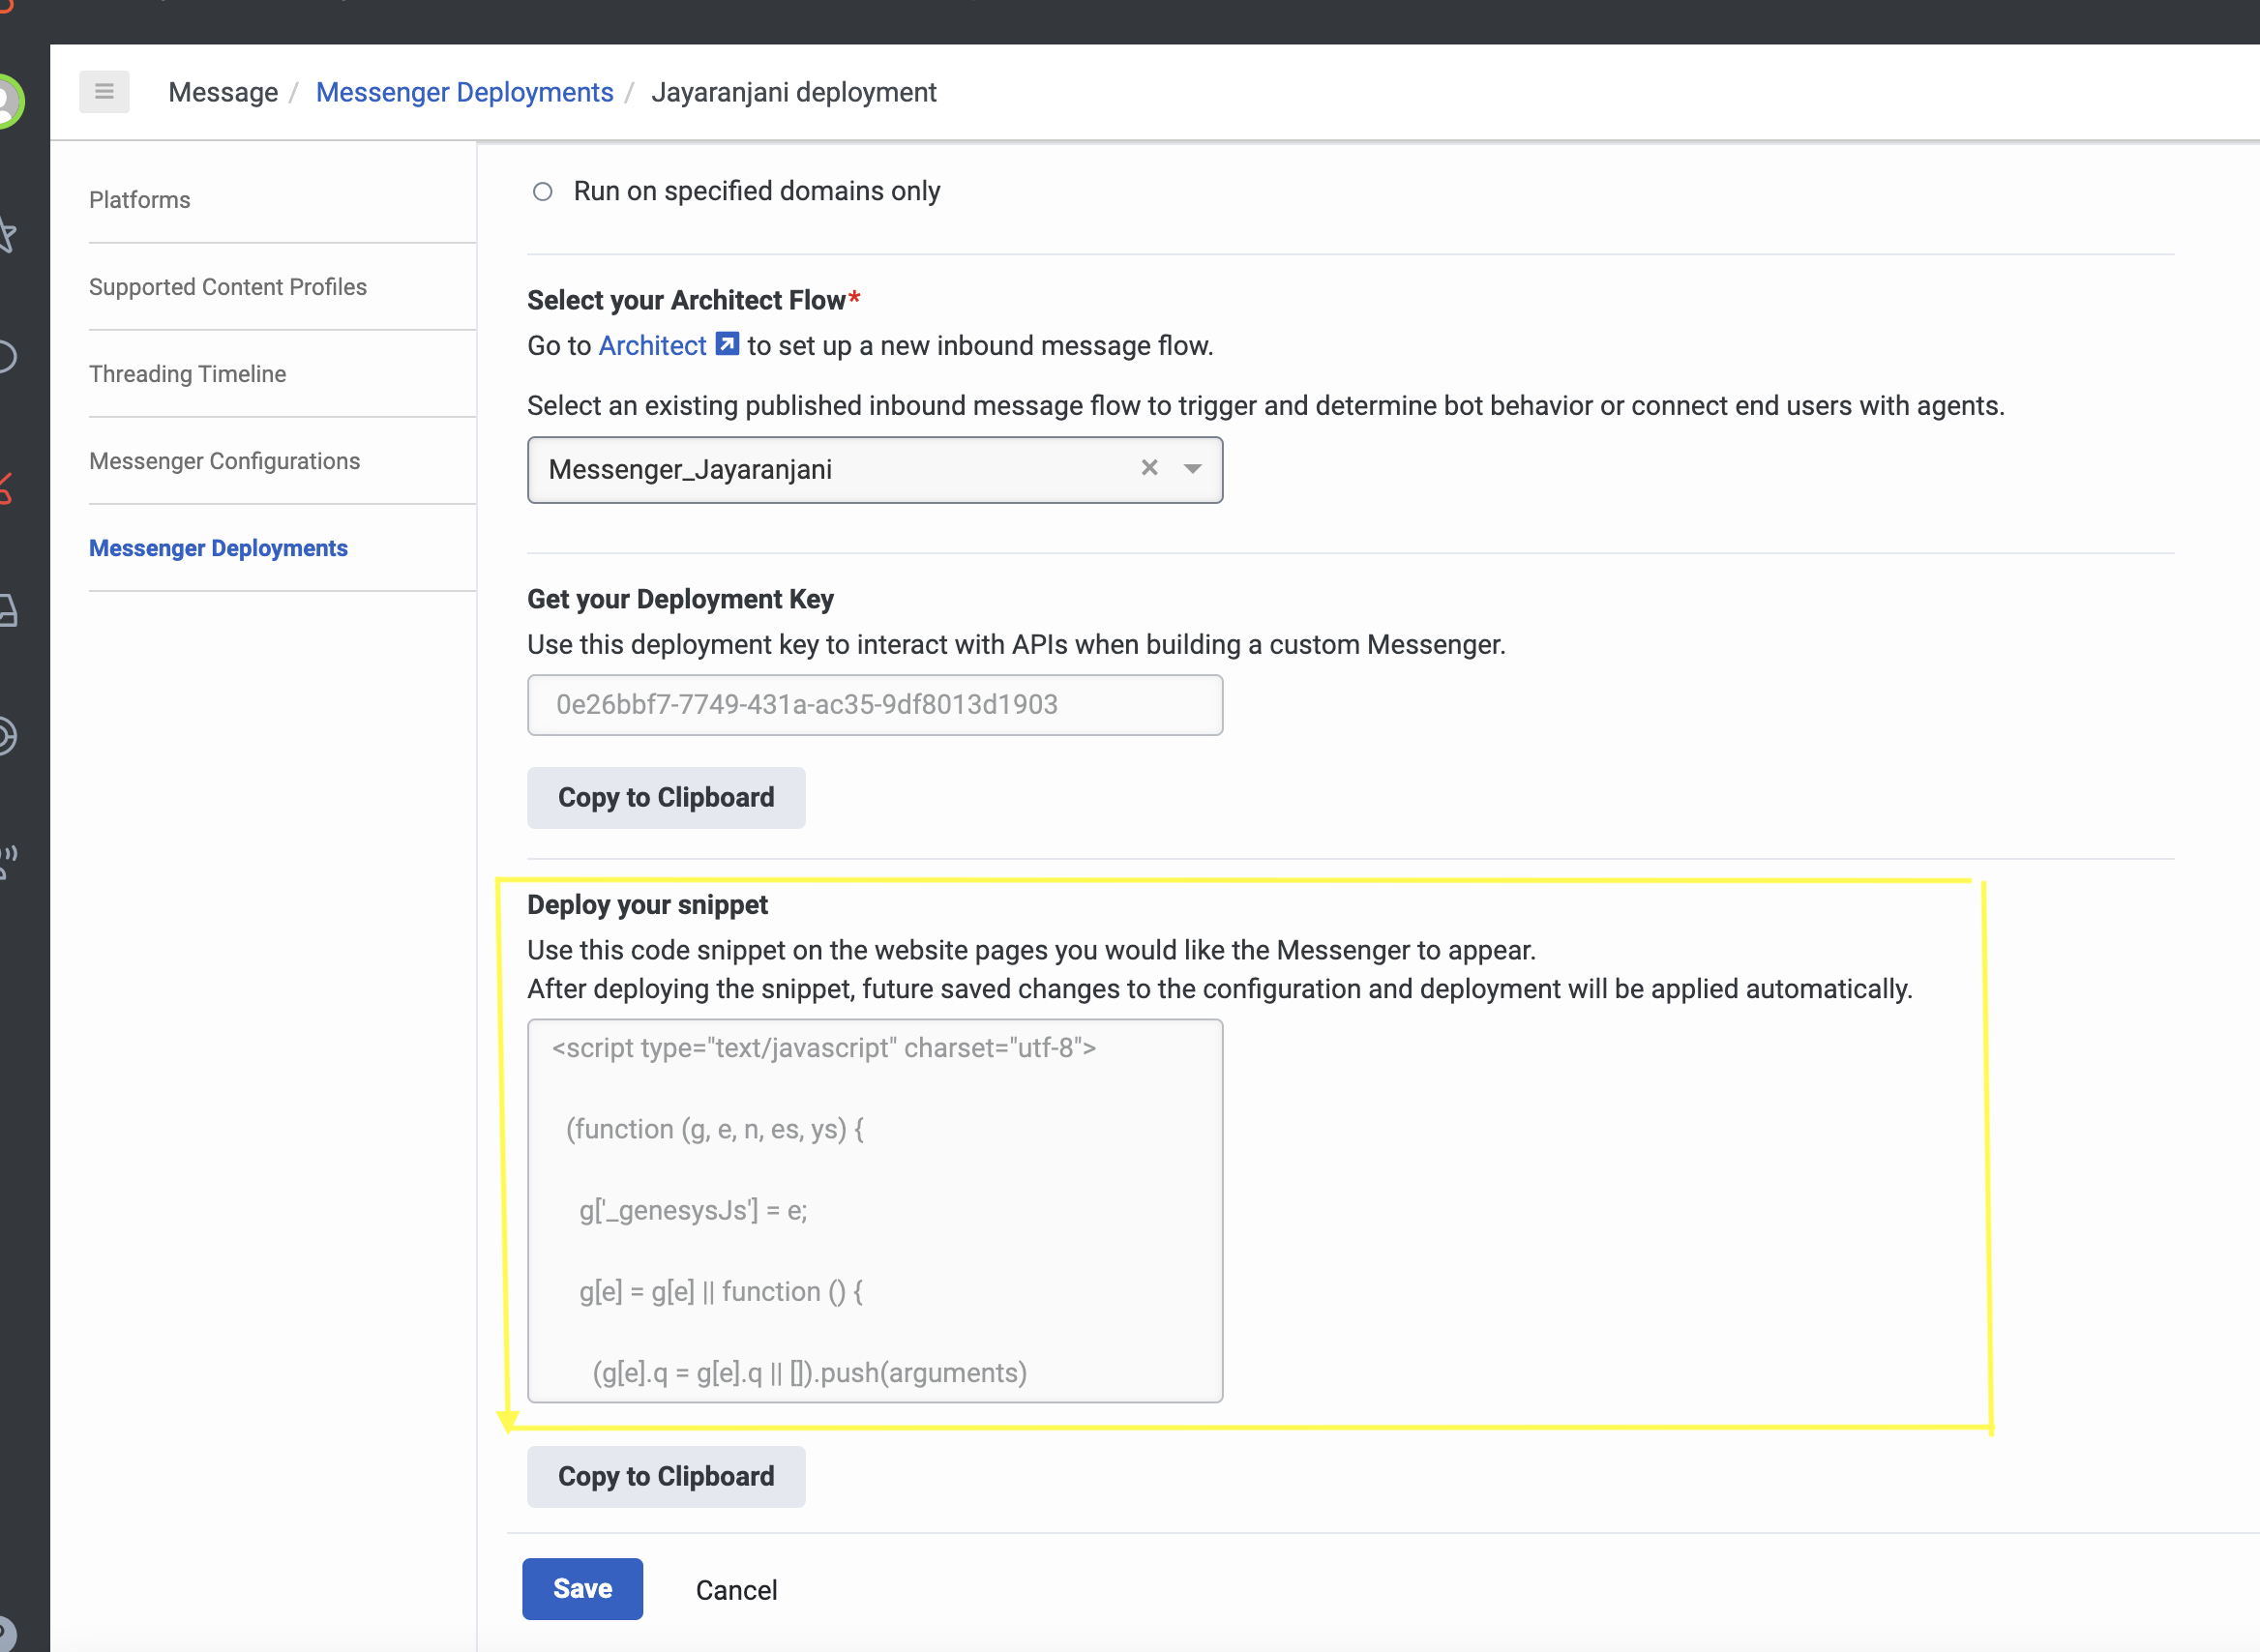 Message / Messenger Deployments / Jayaranjani deployment
Platforms
Supported Content Profiles
Threading Timeline
Messenger Configurations
Messenger Deployments
Run on specified domains only
Select your Architect Flow*
Go to Architect to set up a new inbound message flow.
Select an existing published inbound message flow to trigger and determine bot behavior or connect end users with agents.
Messenger_Jayaranjani
Get your Deployment Key
Use this deployment key to interact with APIs when building a custom Messenger.
0e26bbf7-7749-431a-ac35-9df8013d1903
Copy to Clipboard
Deploy your snippet
Use this code snippet on the website pages you would like the Messenger to appear.
After deploying the snippet, future saved changes to the configuration and deployment will be applied automatically.
<script type="text/javascript" charset="utf-8">
(function (g, e, n, es, ys) {
g['_genesysJs'] = e;
g[e] = g[e] || function () {
(g[e].q = g[e].q || []).push(arguments)
Copy to Clipboard
Save
Cancel